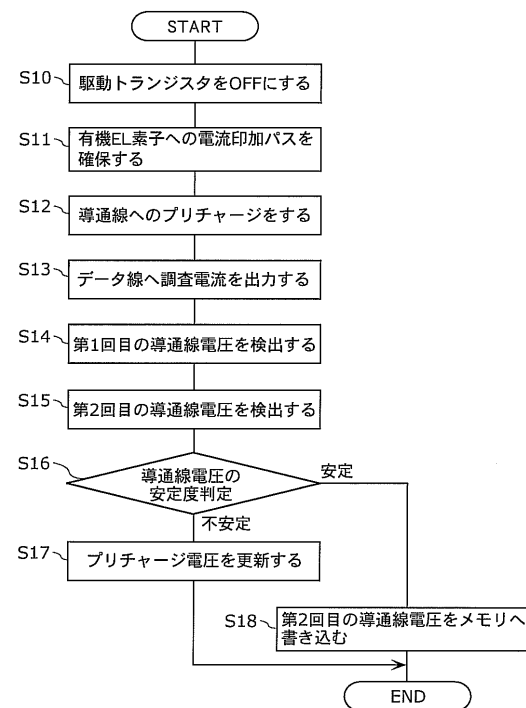 START
S10
駆動トランジスタをOFFにする
S11
有機EL素子への電流印加パスを
確保する
S12
導通線へのプリチャージをする
S13
データ線へ調査電流を出力する
S14
第1回目の導通線電圧を検出する
S15
第2回目の導通線電圧を検出する
S16
導通線電圧の
安定度判定
安定
不安定
S17
プリチャージ電圧を更新する
S18
第2回目の導通線電圧をメモリへ
書き込む
END